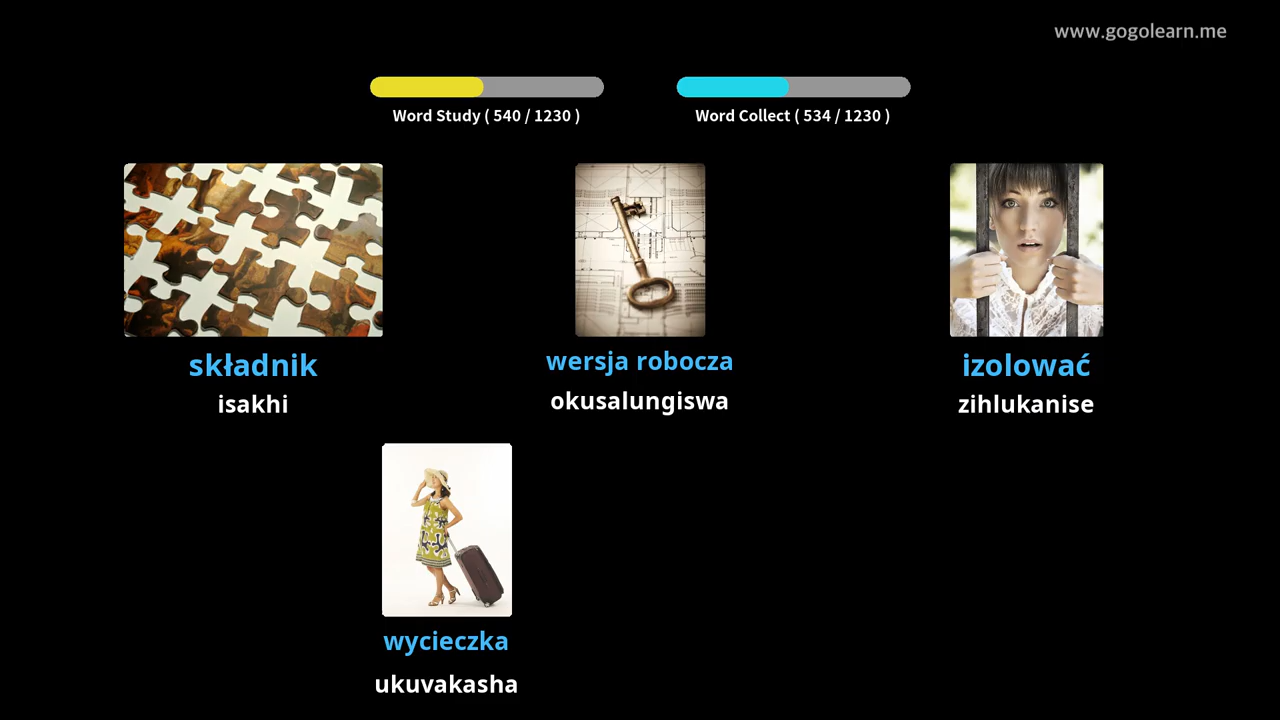 www.gogolearn.me
Word Study ( 540 / 1230 )
Word Collect ( 534 / 1230 )
składnik
wersja robocza
izolować
isakhi
okusalungiswa
zihlukanise
wycieczka
ukuvakasha